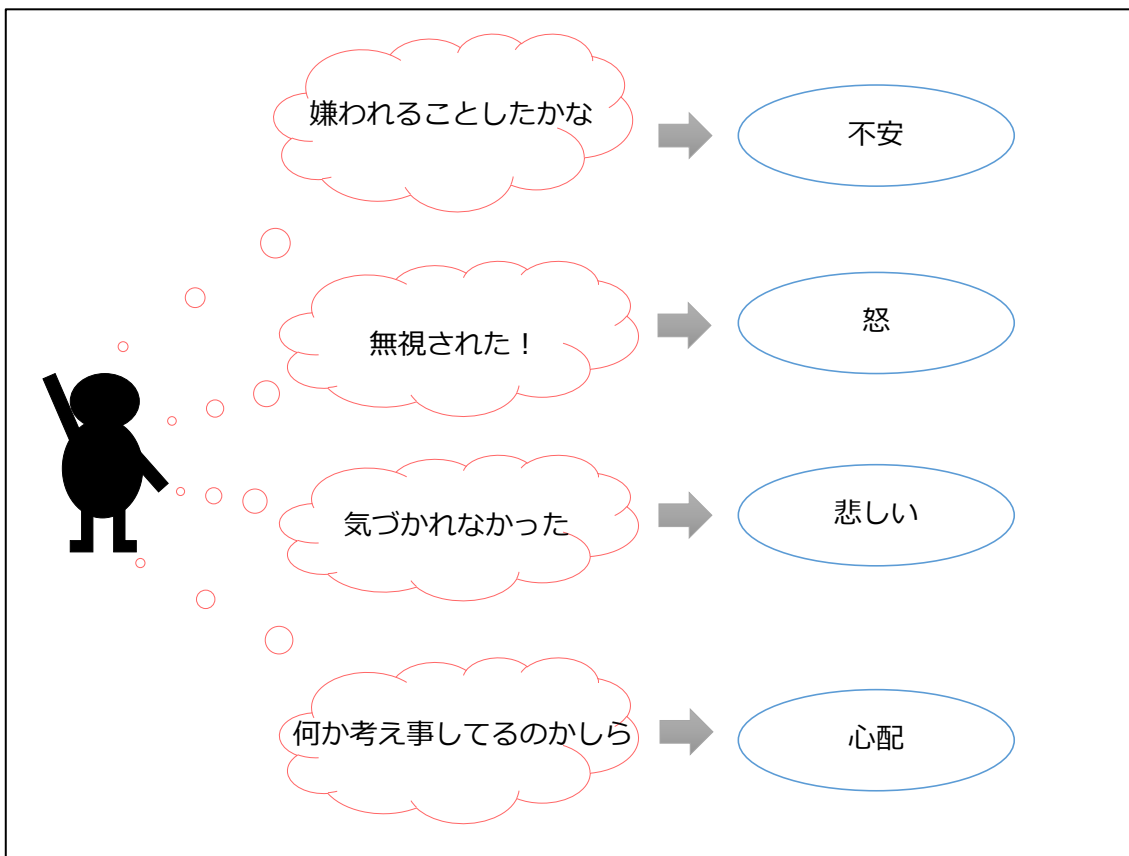 嫌われることしたかな
不安
無視された！
怒
気づかれなかった
悲しい
何か考え事してるのかしら
心配